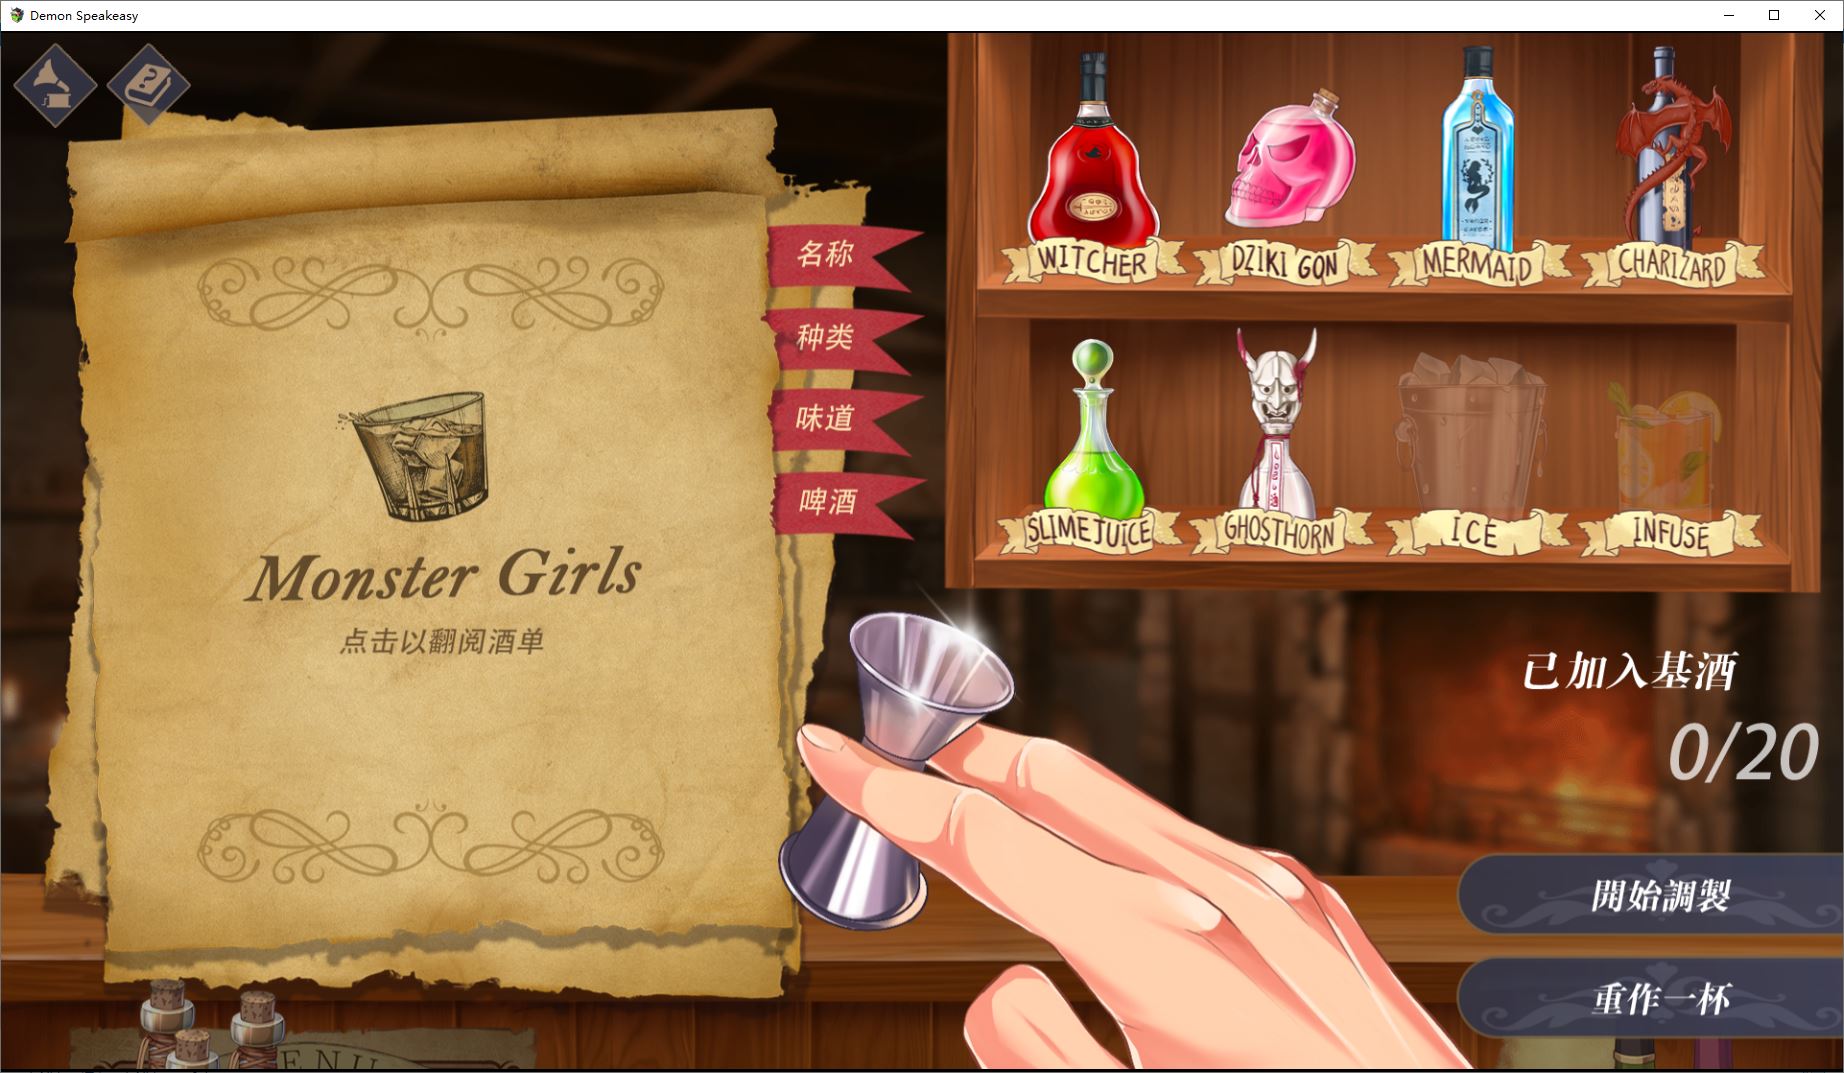 Demon Speakeasy
名称
种类
味道
啤酒
Monster Girls
点击以翻阅酒单
WITCHER
DZIKI GON
MERMAID
CHARIZARD
SLIMEJUICE
GHOSTHORN
ICE
INFUSE
已加入基酒
0/20
開始調製
重作一杯
ENU